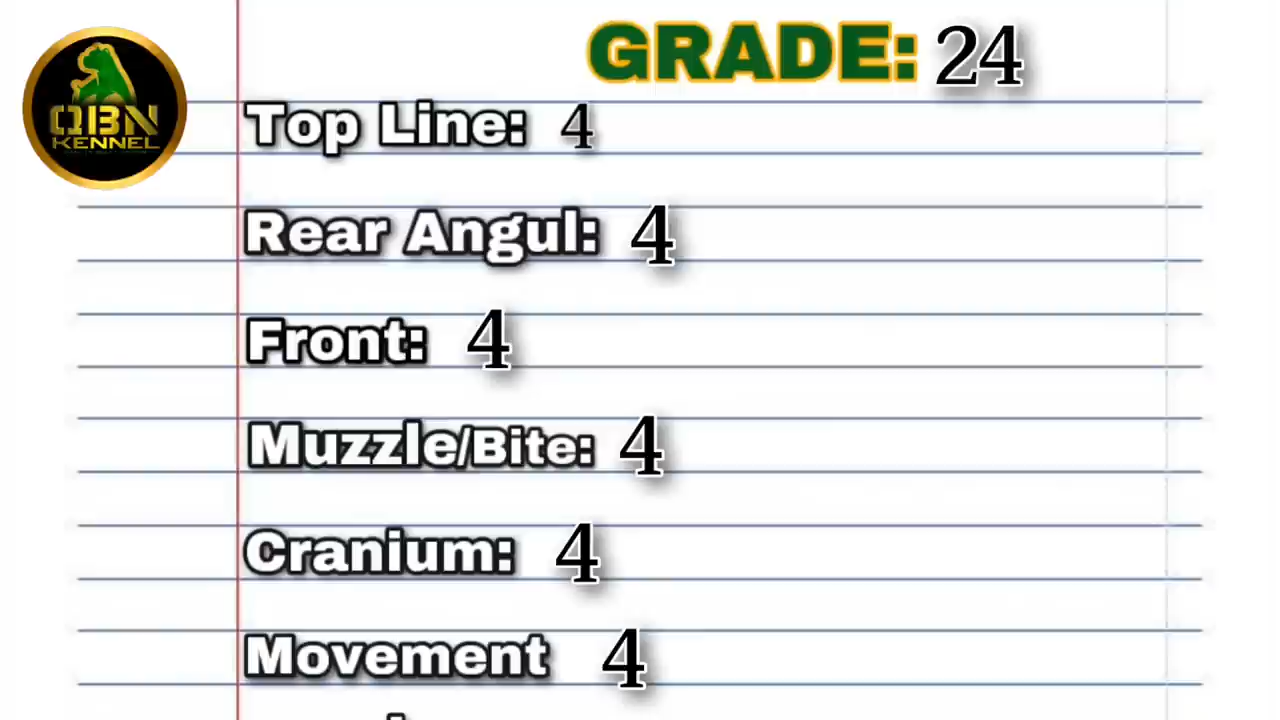 GRADE: 24
QBN
KENNEL
Top Line: 4
Rear Angul: 4
Front: 4
Muzzle/Bite: 4
Cranium: 4
Movement 4